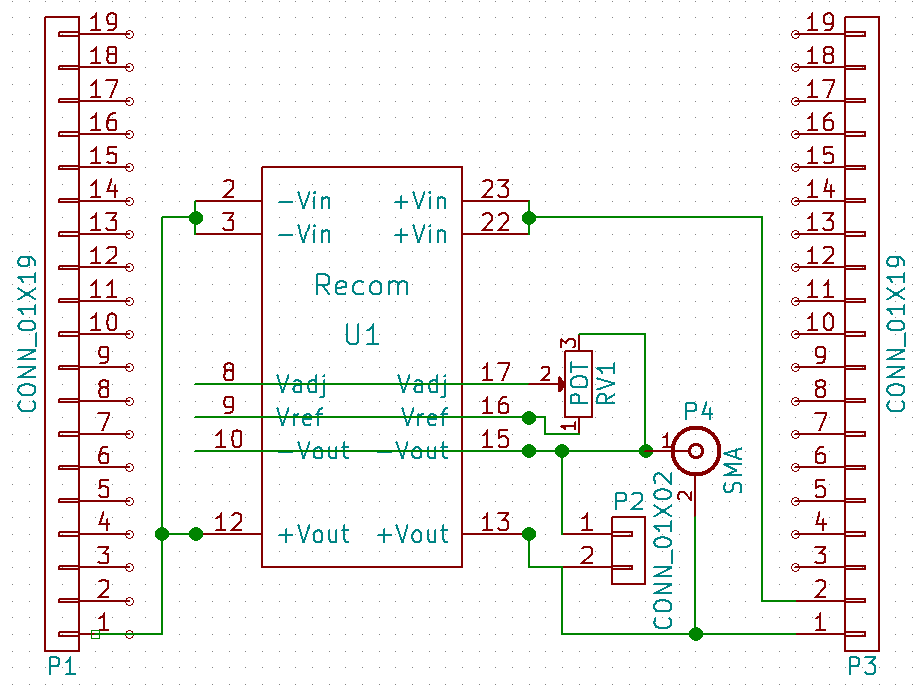 19 19
18 18
17 17
16 16
15 15
14 2 -Vin +Vin 23 14
13 3 -Vin +Vin 22 13
12 12
CONN_01X19 Recom CONN_01X19
11 11
10 U1 10
9 3 9
8 Vadj Vadj 17 2 POT RV1
8 8
9 Vref Vref 16 1 P4
7 7
10 -Vout -Vout 15 1 SMA
6 6
5 P2 CONN_01X02 2 5
4 12 +Vout +Vout 13 1 4
3 2 3
2 2
1 1
P1 P3